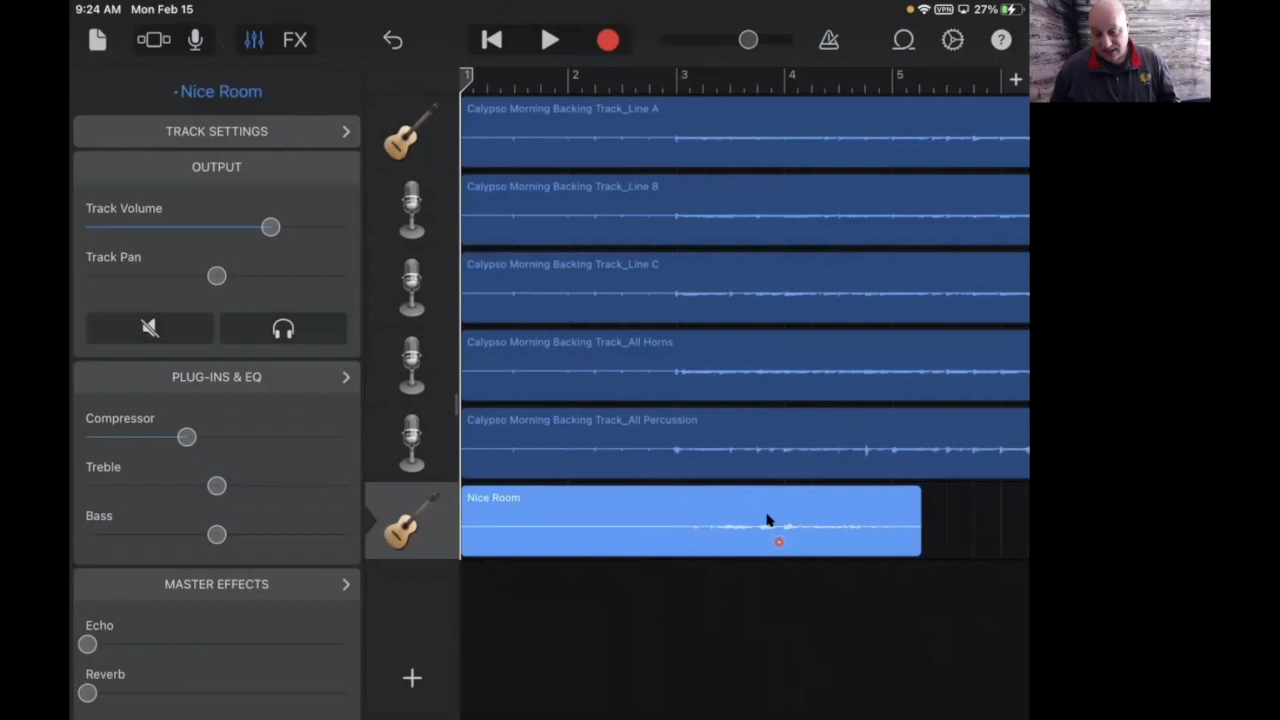 9:24 AM Mon Feb 15
VPN 27%
FX
?
Nice Room
1 2 3 4 5
TRACK SETTINGS
OUTPUT
Track Volume
Track Pan
PLUG-INS & EQ
Compressor
Treble
Bass
MASTER EFFECTS
Echo
Reverb
Calypso Morning Backing Track_Line A
Calypso Morning Backing Track_Line B
Calypso Morning Backing Track_Line C
Calypso Morning Backing Track_All Horns
Calypso Morning Backing Track_All Percussion
Nice Room